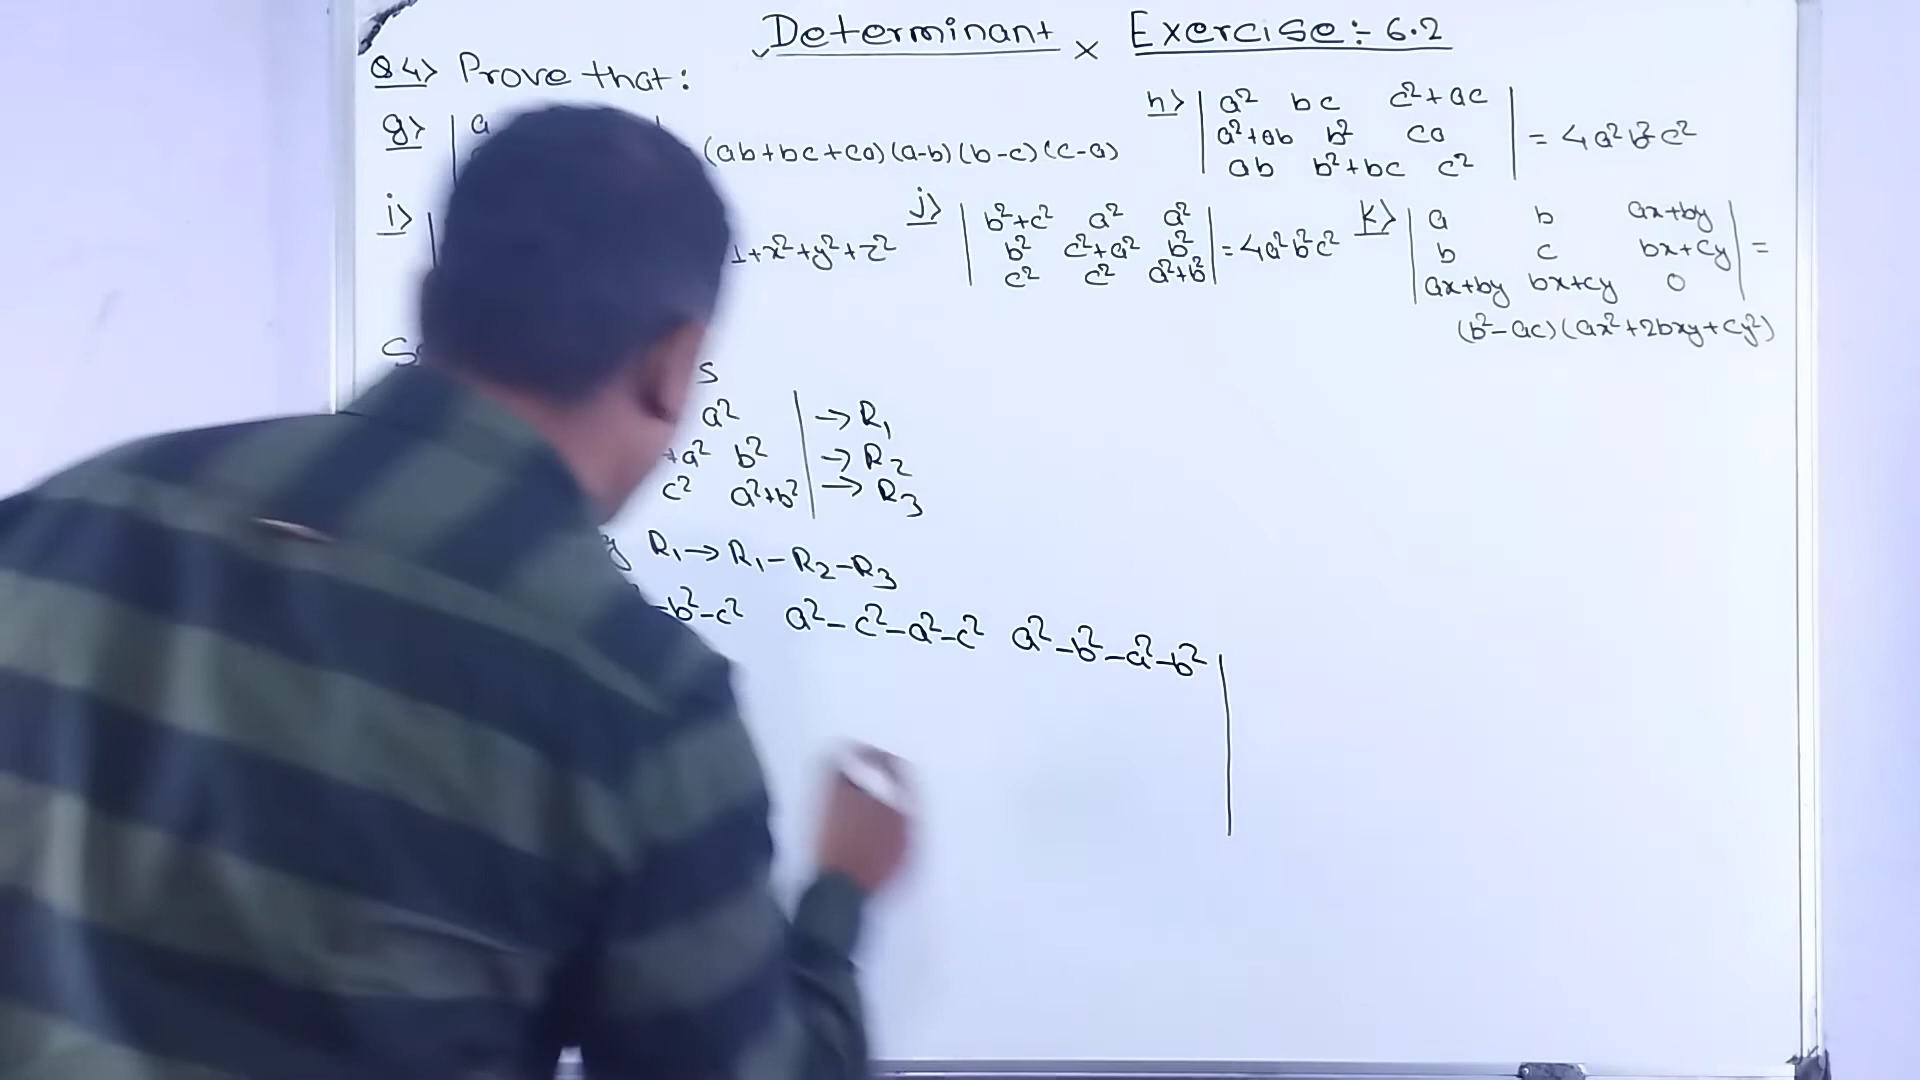 Determinant × Exercise ÷ 6.2
Q 4> Prove that:
g> | a
(ab+bc+ca)(a-b)(b-c)(c-a)
h> | a² bc c²+ac |
| a²+ab b² ca | = 4a²b²c²
| ab b²+bc c² |
i> |
1+x²+y²+z²
j> | b²+c² a² a² |
| b² c²+a² b² | = 4a²b²c²
| c² c² a²+b² |
k> | a b ax+by |
| b c bx+cy | =
| ax+by bx+cy 0 |
(b²-ac)(ax²+2bxy+cy²)
S
s
a² | → R₁
+a² b² | → R₂
c² a²+b² | → R₃
y R₁→R₁-R₂-R₃
-b²-c² a²-c²-a²-c² a²-b²-a²-b² |